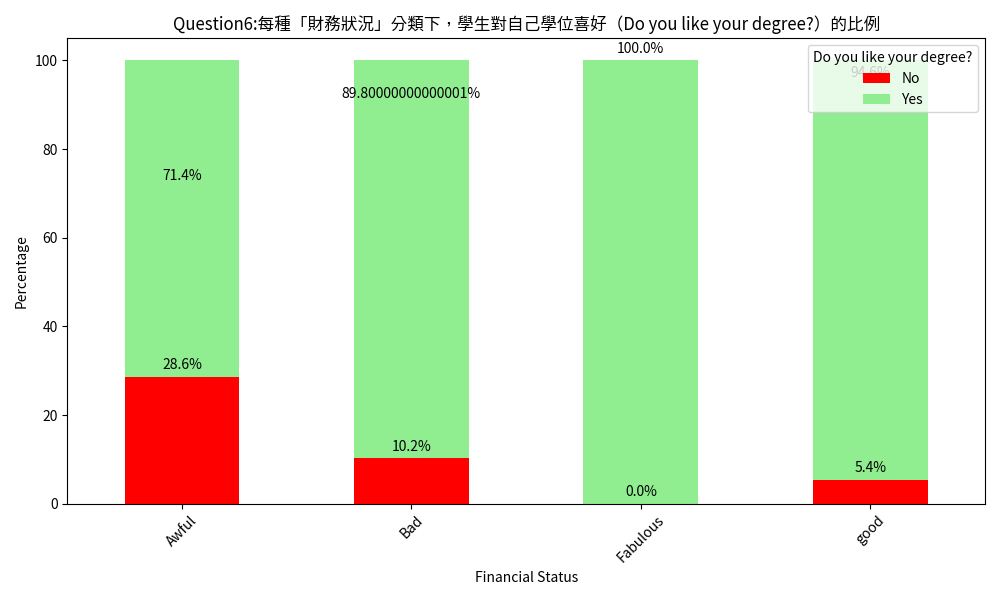 Question6:每種「財務狀況」分類下，學生對自己學位喜好（Do you like your degree?）的比例
100.0%
Do you like your degree?
94.6%
No
Yes
100
89.80000000000001%
80
71.4%
60
Percentage
40
28.6%
20
10.2%
5.4%
0.0%
0
Awful
Bad
Fabulous
good
Financial Status